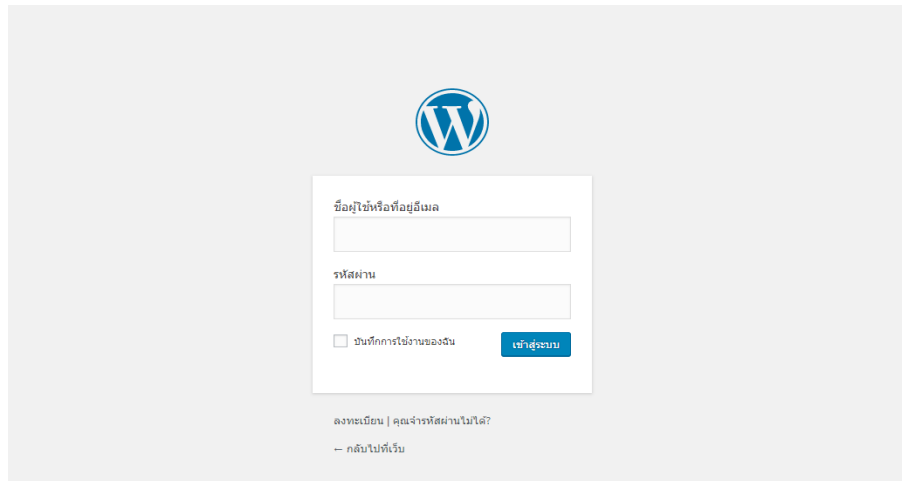 ชื่อผู้ใช้หรือที่อยู่อีเมล
รหัสผ่าน
บันทึกการใช้งานของฉัน
เข้าสู่ระบบ
ลงทะเบียน | คุณจำรหัสผ่านไม่ได้?
← กลับไปที่เว็บ